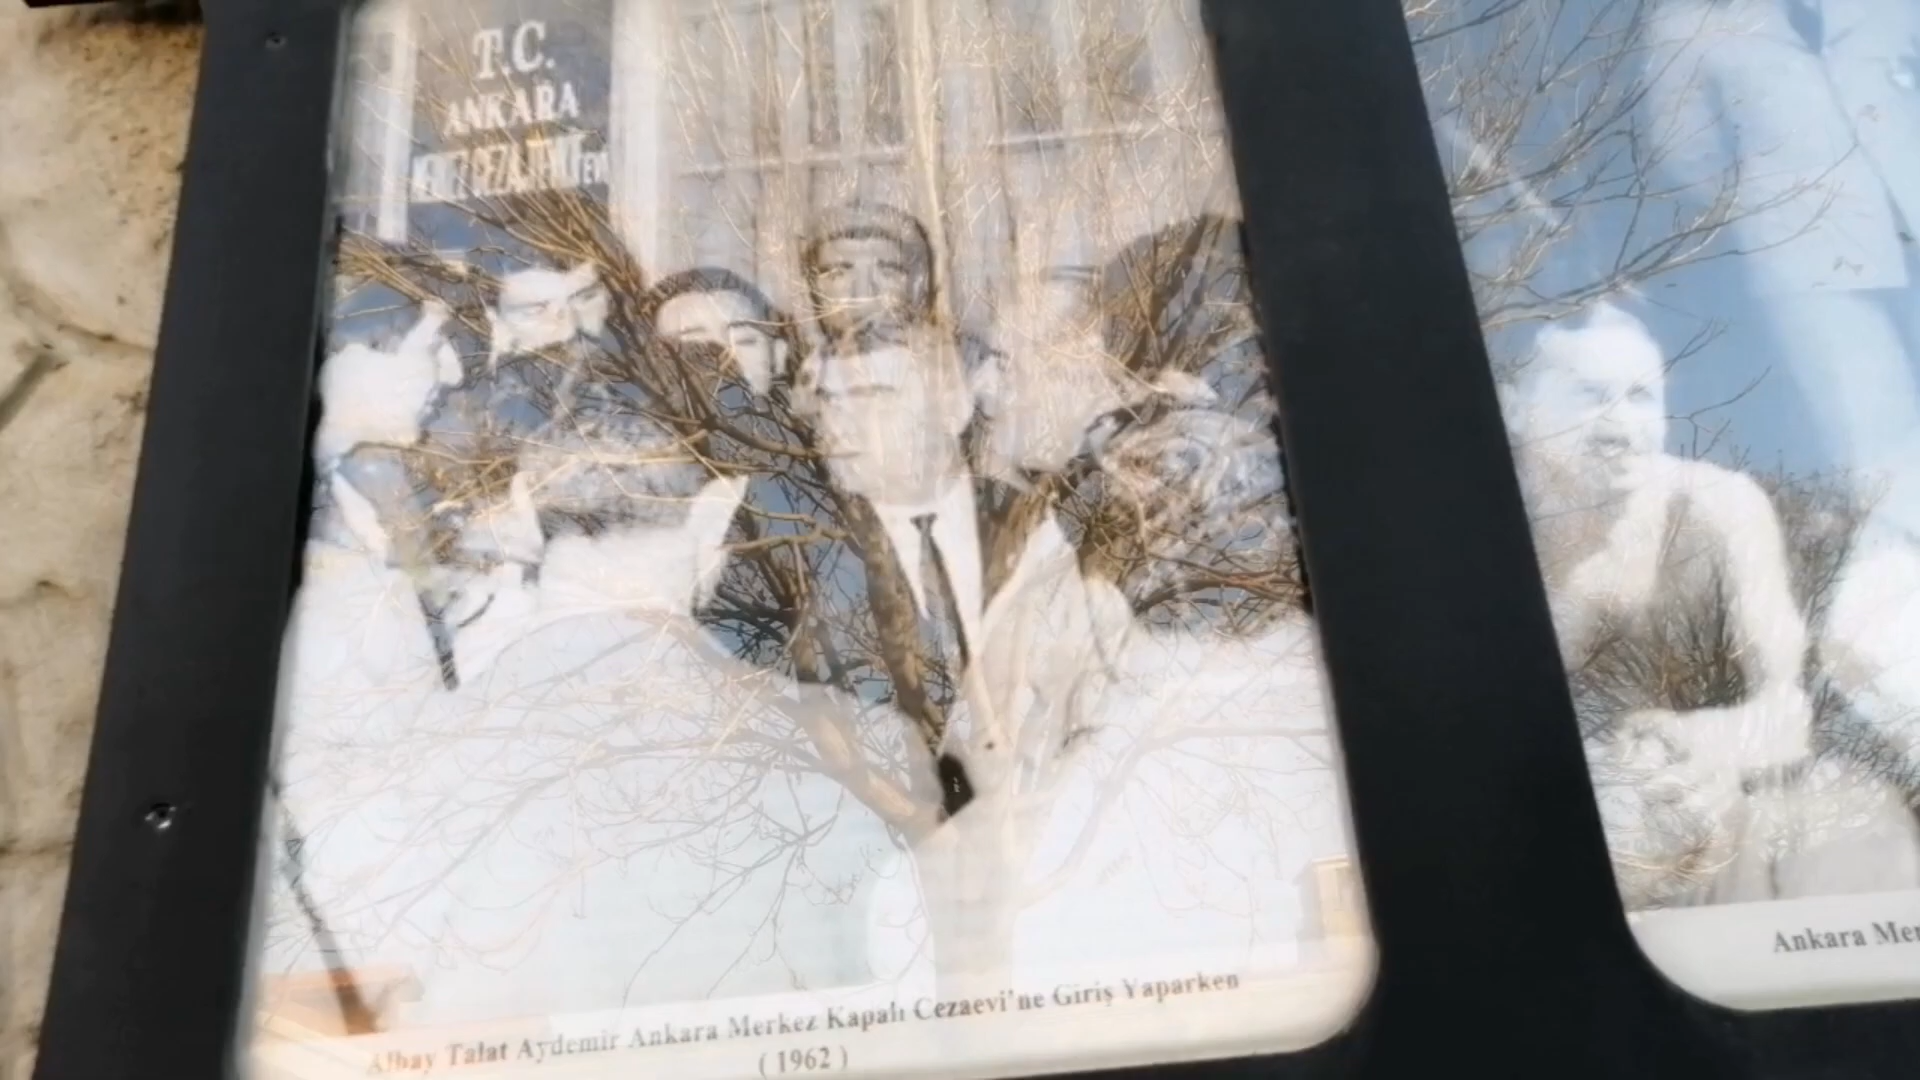 T.C.
ANKARA
Albay Talat Aydemir Ankara Merkez Kapalı Cezaevi'ne Giriş Yaparken
( 1962 )
Ankara Mer